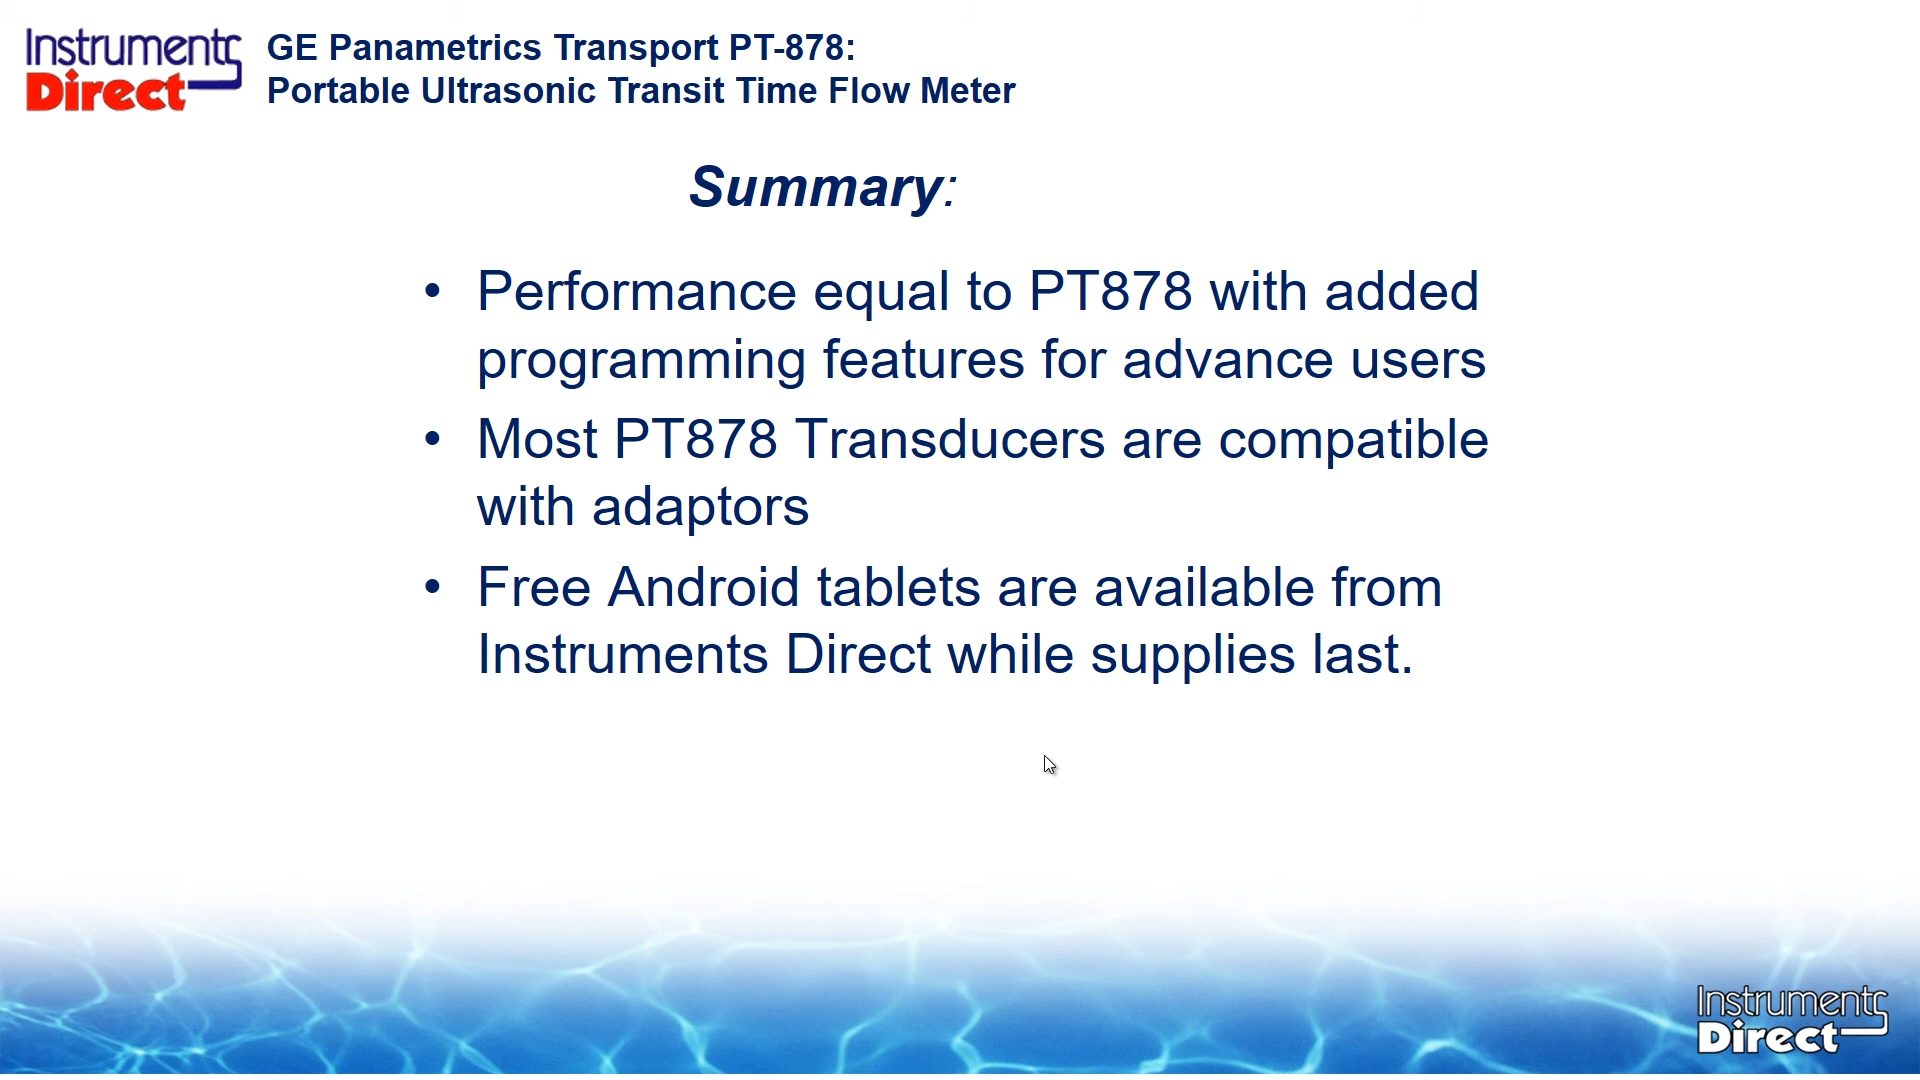 Instruments
Direct
GE Panametrics Transport PT-878:
Portable Ultrasonic Transit Time Flow Meter
Summary:
• Performance equal to PT878 with added
programming features for advance users
• Most PT878 Transducers are compatible
with adaptors
• Free Android tablets are available from
Instruments Direct while supplies last.
Instruments
Direct